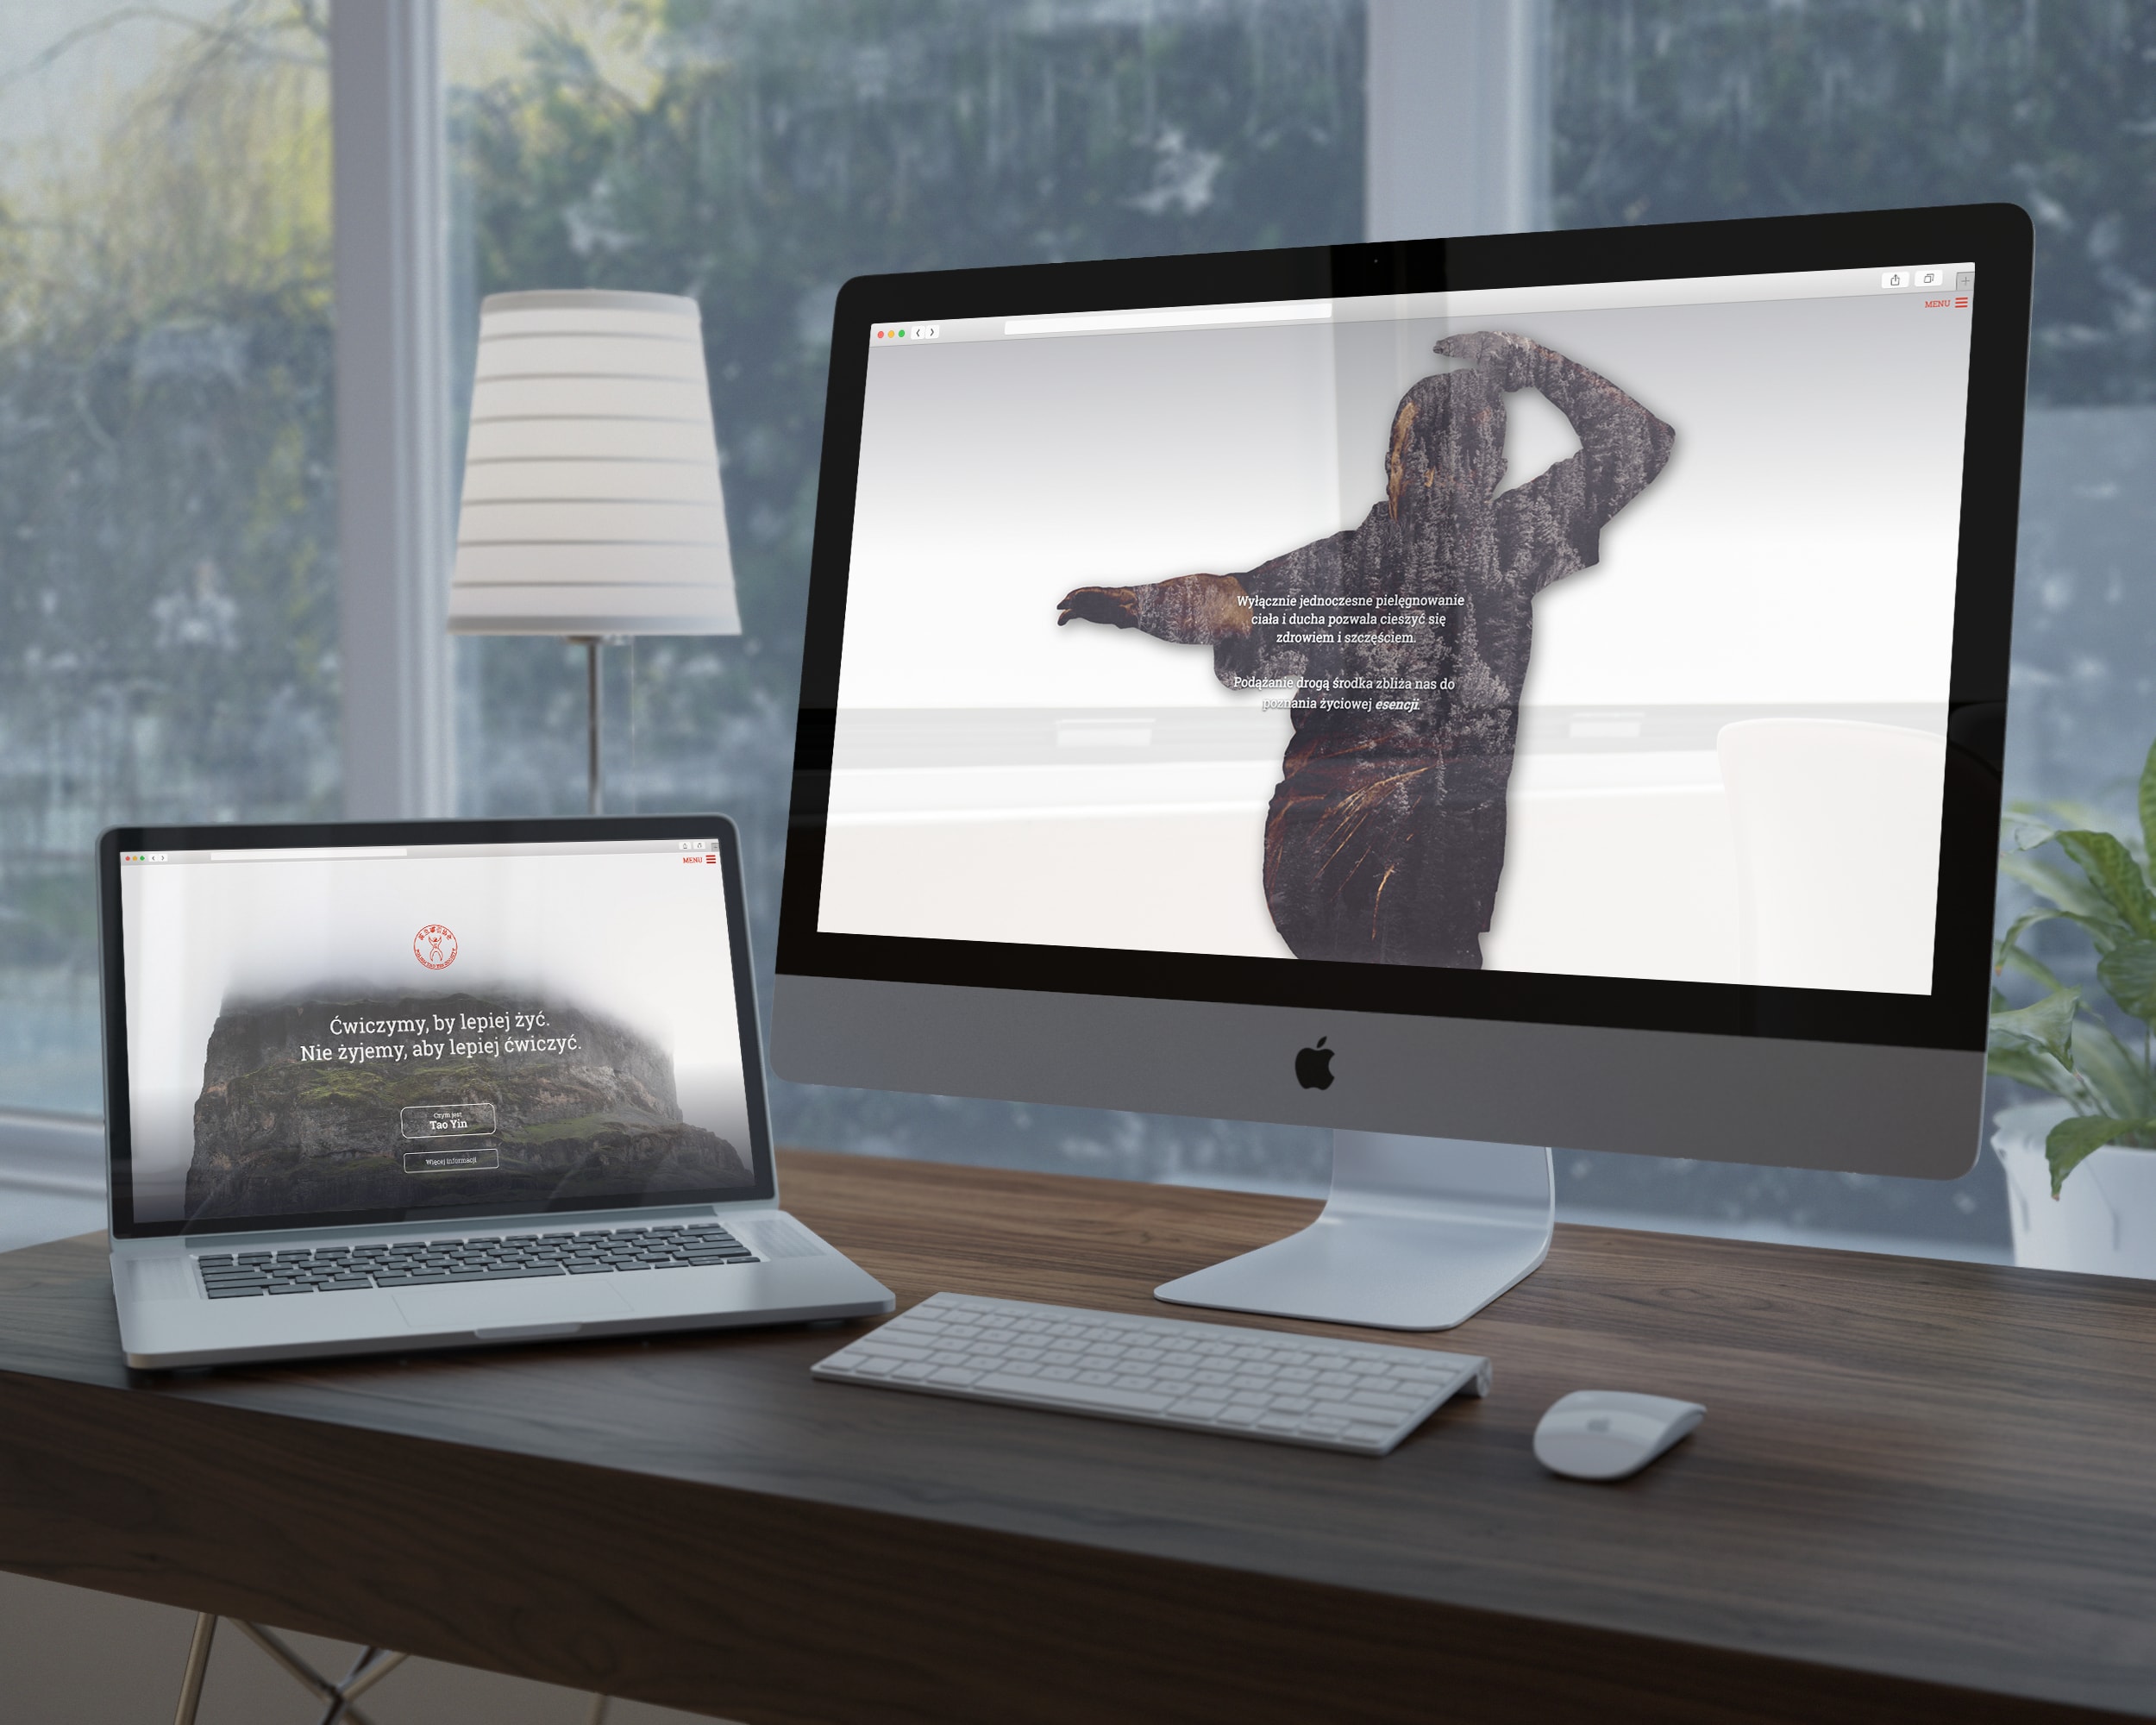 MENU
Ćwiczymy, by lepiej żyć.
Nie żyjemy, aby lepiej ćwiczyć.
Czym jest
Tao Yin
Więcej informacji
MENU
Wyłącznie jednoczesne pielęgnowanie
ciała i ducha pozwala cieszyć się
zdrowiem i szczęściem.
Podążanie drogą środka zbliża nas do
poznania życiowej esencji.